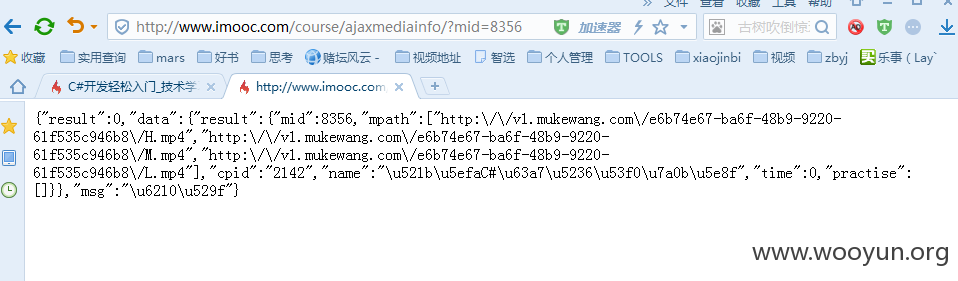 » 文件 查看 收藏 工具 帮助
http://www.imooc.com/course/ajaxmediainfo/?mid=8356 加速器 古树吹倒惊
收藏 实用查询 mars 好书 思考 赌坛风云 - 视频地址 智选 个人管理 TOOLS xiaojinbi 视频 zbyj 买 乐事（Lay`
C#开发轻松入门_技术学 http://www.imooc.com
{"result":0,"data":{"result":{"mid":8356,"mpath":["http:\/\/v1.mukewang.com\/e6b74e67-ba6f-48b9-9220-
61f535c946b8\/H.mp4","http:\/\/v1.mukewang.com\/e6b74e67-ba6f-48b9-9220-
61f535c946b8\/M.mp4","http:\/\/v1.mukewang.com\/e6b74e67-ba6f-48b9-9220-
61f535c946b8\/L.mp4"],"cpid":"2142","name":"\u521b\u5efaC#\u63a7\u5236\u53f0\u7a0b\u5e8f","time":0,"practise":
[]}},"msg":"\u6210\u529f"}
www.wooyun.org